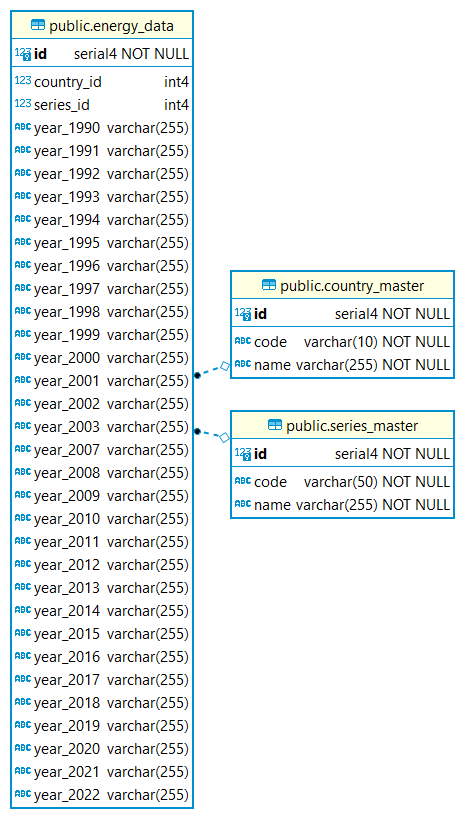 public.energy_data
123 id serial4 NOT NULL
123 country_id int4
123 series_id int4
ABC year_1990 varchar(255)
ABC year_1991 varchar(255)
ABC year_1992 varchar(255)
ABC year_1993 varchar(255)
ABC year_1994 varchar(255)
ABC year_1995 varchar(255)
ABC year_1996 varchar(255)
ABC year_1997 varchar(255)
ABC year_1998 varchar(255)
ABC year_1999 varchar(255)
ABC year_2000 varchar(255)
ABC year_2001 varchar(255)
ABC year_2002 varchar(255)
ABC year_2003 varchar(255)
ABC year_2007 varchar(255)
ABC year_2008 varchar(255)
ABC year_2009 varchar(255)
ABC year_2010 varchar(255)
ABC year_2011 varchar(255)
ABC year_2012 varchar(255)
ABC year_2013 varchar(255)
ABC year_2014 varchar(255)
ABC year_2015 varchar(255)
ABC year_2016 varchar(255)
ABC year_2017 varchar(255)
ABC year_2018 varchar(255)
ABC year_2019 varchar(255)
ABC year_2020 varchar(255)
ABC year_2021 varchar(255)
ABC year_2022 varchar(255)
public.country_master
123 id serial4 NOT NULL
ABC code varchar(10) NOT NULL
ABC name varchar(255) NOT NULL
public.series_master
123 id serial4 NOT NULL
ABC code varchar(50) NOT NULL
ABC name varchar(255) NOT NULL